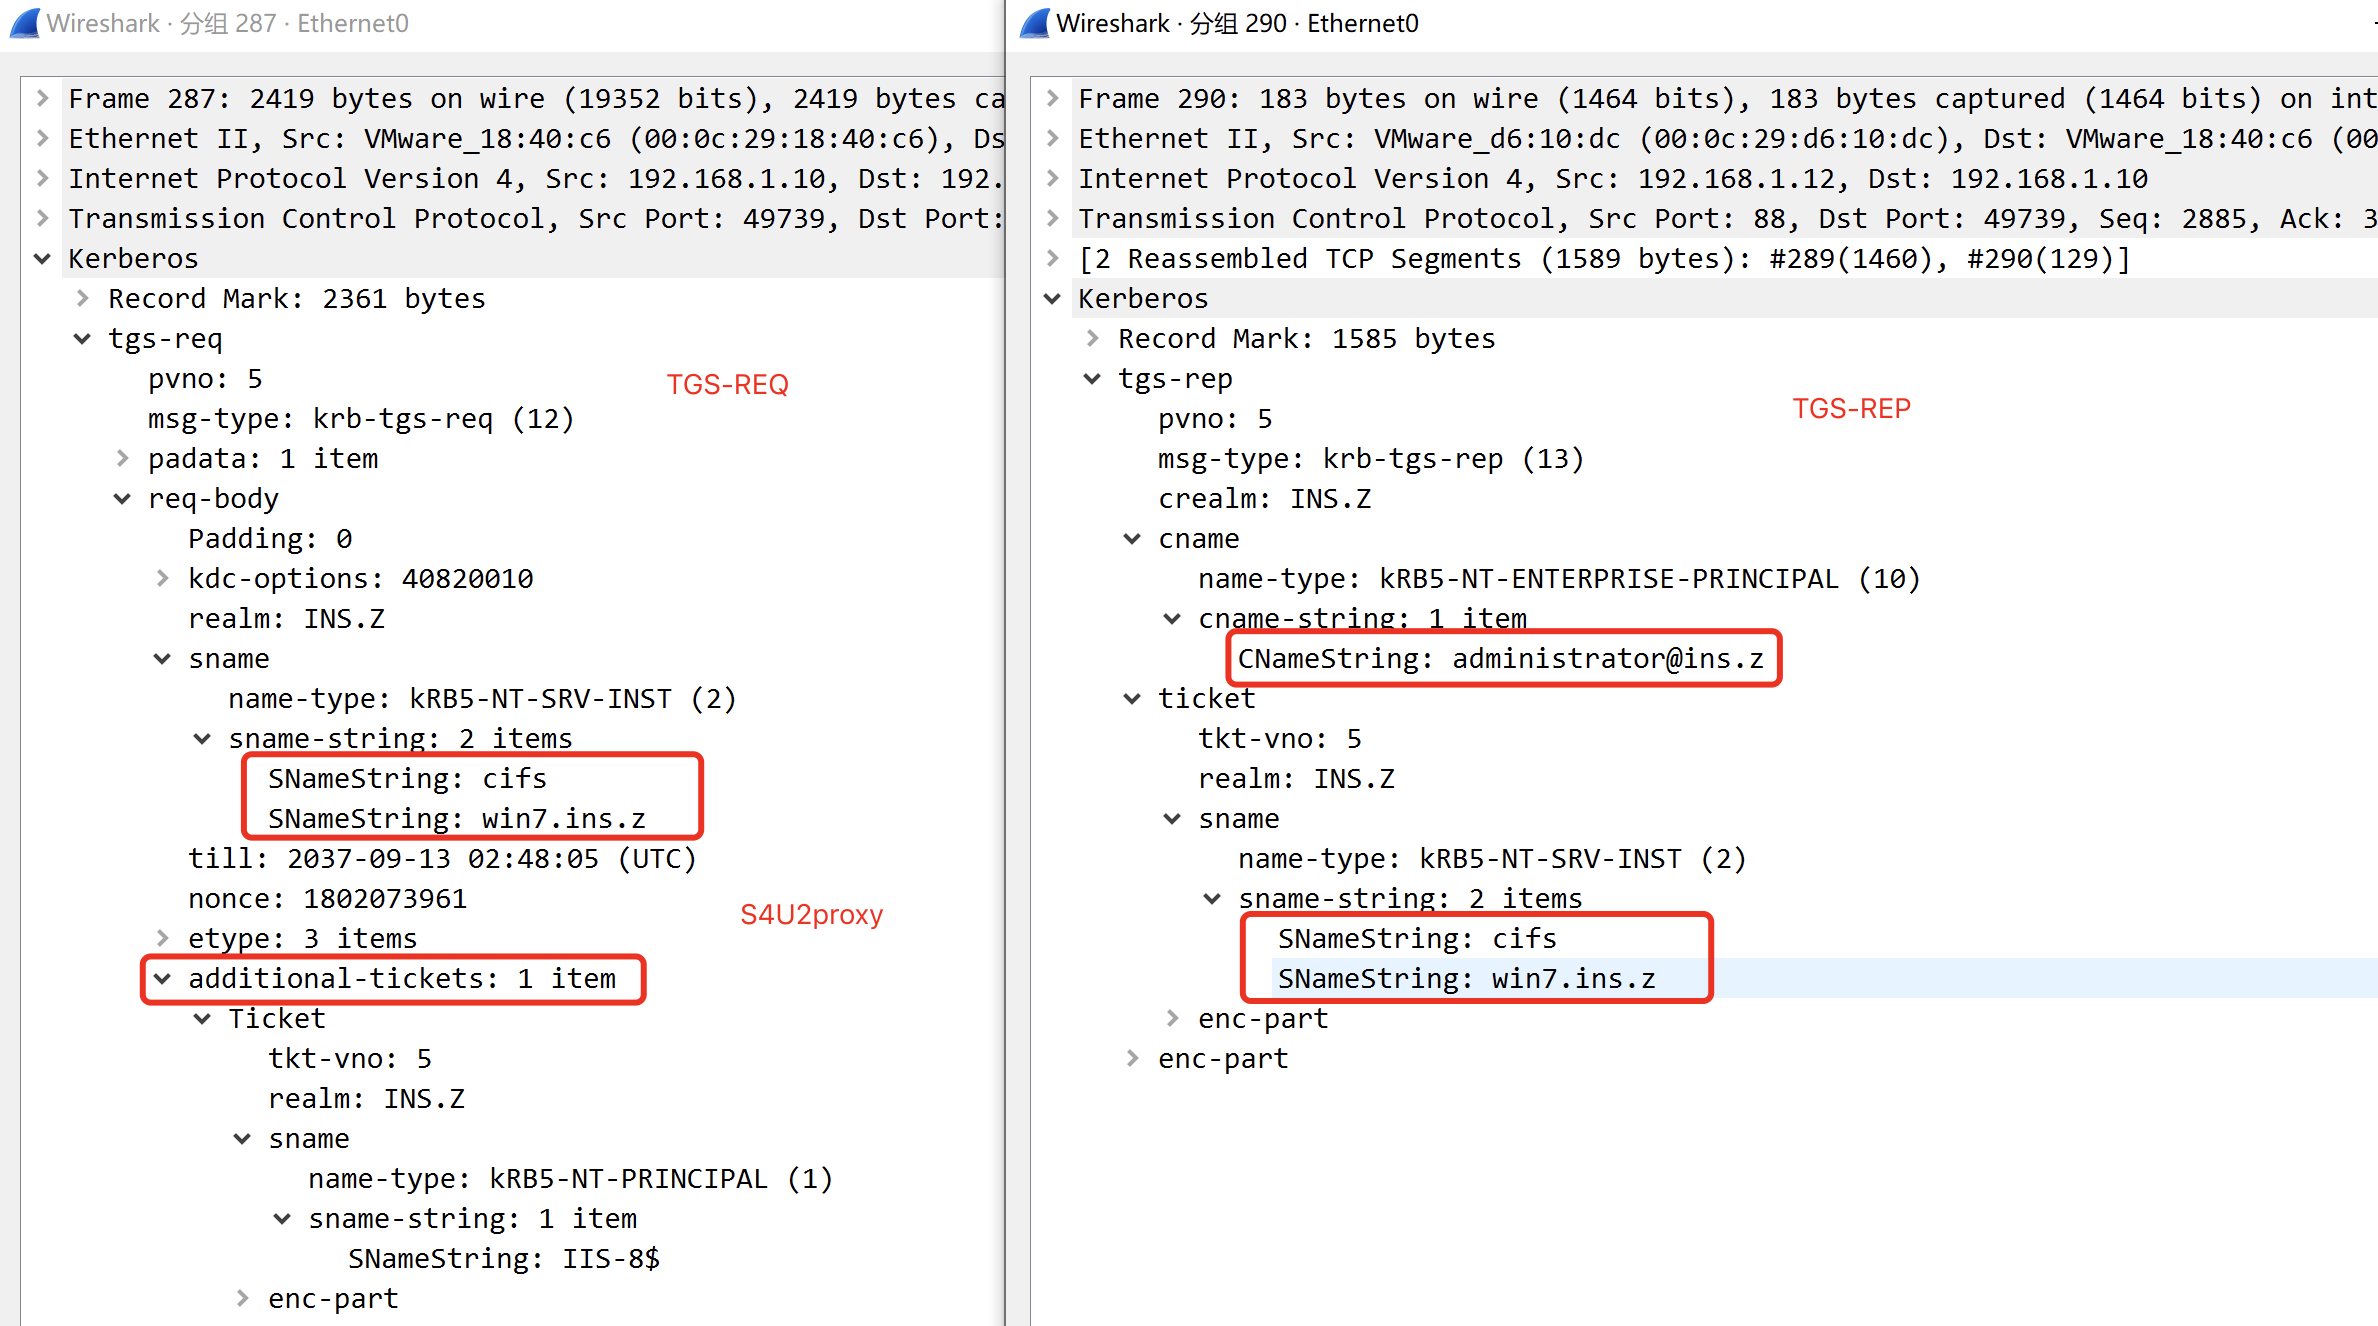 Wireshark · 分组 287 · Ethernet0
Frame 287: 2419 bytes on wire (19352 bits), 2419 bytes ca
Ethernet II, Src: VMware_18:40:c6 (00:0c:29:18:40:c6), Ds
Internet Protocol Version 4, Src: 192.168.1.10, Dst: 192.
Transmission Control Protocol, Src Port: 49739, Dst Port:
Kerberos
Record Mark: 2361 bytes
tgs-req
pvno: 5
TGS-REQ
msg-type: krb-tgs-req (12)
padata: 1 item
req-body
Padding: 0
kdc-options: 40820010
realm: INS.Z
sname
name-type: kRB5-NT-SRV-INST (2)
sname-string: 2 items
SNameString: cifs
SNameString: win7.ins.z
till: 2037-09-13 02:48:05 (UTC)
nonce: 1802073961
S4U2proxy
etype: 3 items
additional-tickets: 1 item
Ticket
tkt-vno: 5
realm: INS.Z
sname
name-type: kRB5-NT-PRINCIPAL (1)
sname-string: 1 item
SNameString: IIS-8$
enc-part
Wireshark · 分组 290 · Ethernet0
Frame 290: 183 bytes on wire (1464 bits), 183 bytes captured (1464 bits) on int
Ethernet II, Src: VMware_d6:10:dc (00:0c:29:d6:10:dc), Dst: VMware_18:40:c6 (00
Internet Protocol Version 4, Src: 192.168.1.12, Dst: 192.168.1.10
Transmission Control Protocol, Src Port: 88, Dst Port: 49739, Seq: 2885, Ack: 3
[2 Reassembled TCP Segments (1589 bytes): #289(1460), #290(129)]
Kerberos
Record Mark: 1585 bytes
tgs-rep
TGS-REP
pvno: 5
msg-type: krb-tgs-rep (13)
crealm: INS.Z
cname
name-type: kRB5-NT-ENTERPRISE-PRINCIPAL (10)
cname-string: 1 item
CNameString: administrator@ins.z
ticket
tkt-vno: 5
realm: INS.Z
sname
name-type: kRB5-NT-SRV-INST (2)
sname-string: 2 items
SNameString: cifs
SNameString: win7.ins.z
enc-part
enc-part